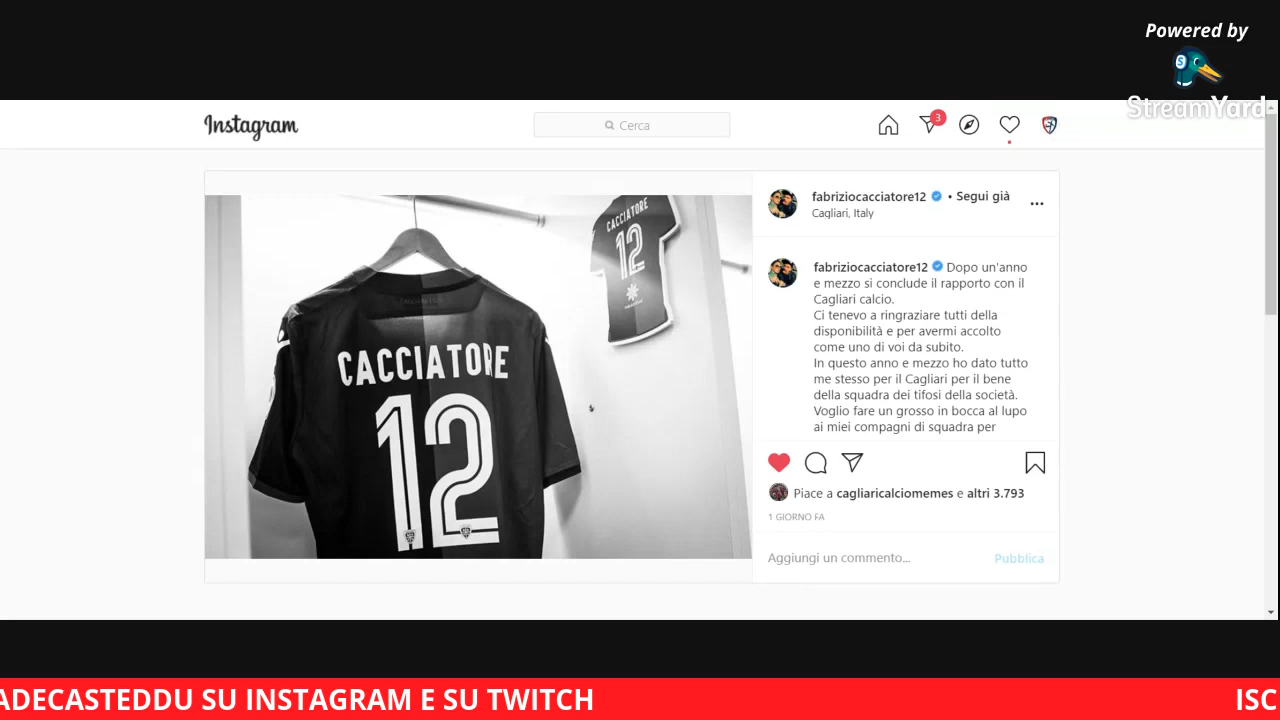 Powered by
StreamYard
Instagram
Cerca
3
fabriziocacciatore12 • Segui già
Cagliari, Italy
CACCIATORE
12
CACCIATORE
12
fabriziocacciatore12 Dopo un'anno
e mezzo si conclude il rapporto con il
Cagliari calcio.
Ci tenevo a ringraziare tutti della
disponibilità e per avermi accolto
come uno di voi da subito.
In questo anno e mezzo ho dato tutto
me stesso per il Cagliari per il bene
della squadra dei tifosi della società.
Voglio fare un grosso in bocca al lupo
ai miei compagni di squadra per
Piace a cagliaricalciomemes e altri 3.793
1 GIORNO FA
Aggiungi un commento... Pubblica
ADECASTEDDU SU INSTAGRAM E SU TWITCH ISC